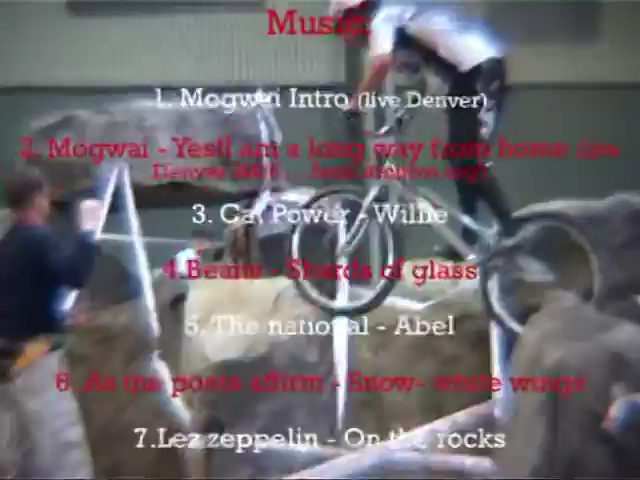 Music:
1. Mogwai Intro (live Denver)
2. Mogwai - Yes!I am a long way from home (live
Denver
3. Cat Power - Willie
4.Beans - Shards of glass
5. The national - Abel
6. As the poets affirm - Snow- white wings
7.Lez zeppelin - On the rocks